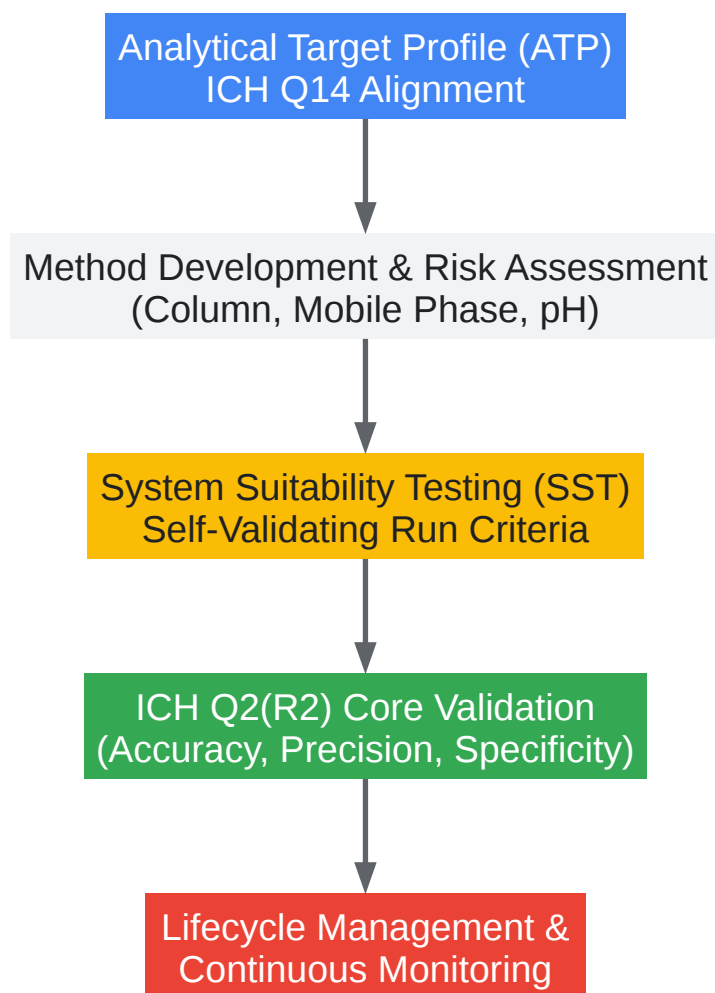 Analytical Target Profile (ATP)
ICH Q14 Alignment
Method Development & Risk Assessment
(Column, Mobile Phase, pH)
System Suitability Testing (SST)
Self-Validating Run Criteria
ICH Q2(R2) Core Validation
(Accuracy, Precision, Specificity)
Lifecycle Management &
Continuous Monitoring